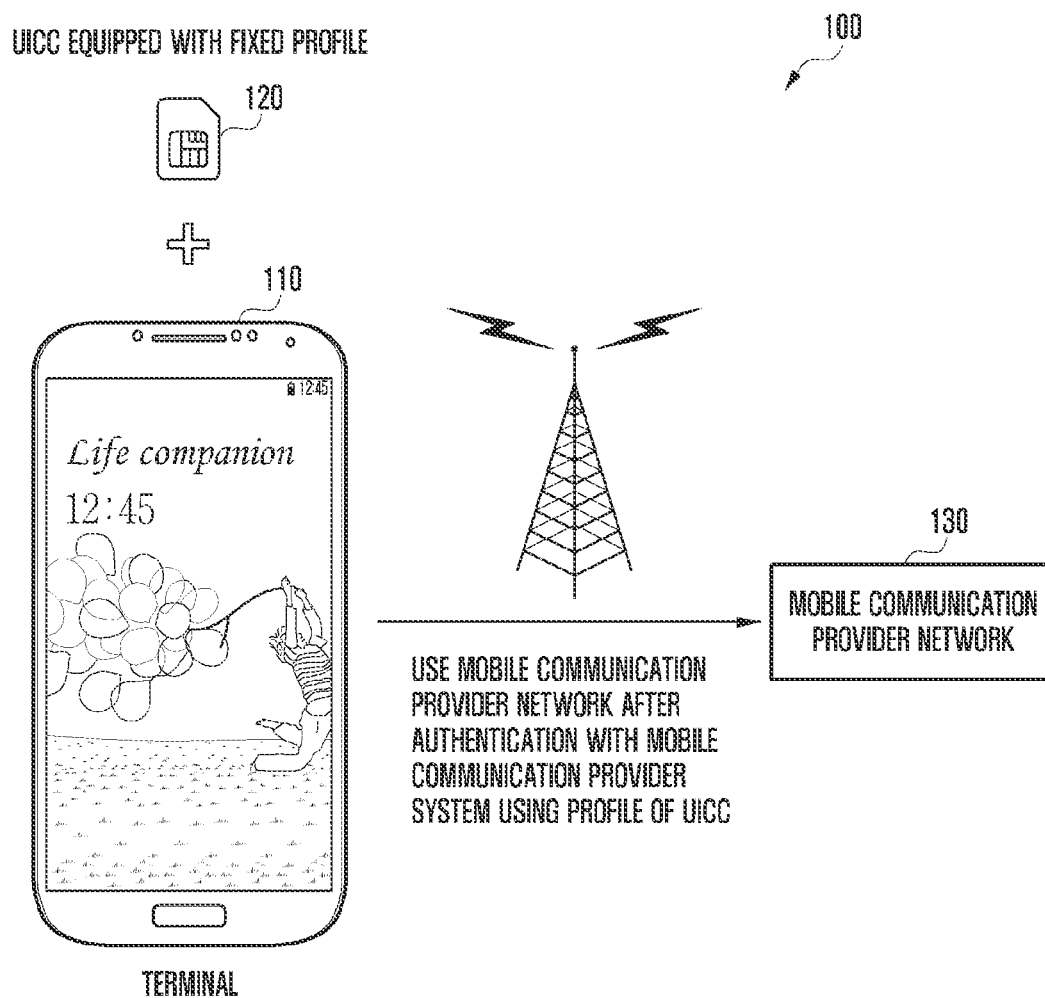 100
UICC EQUIPPED WITH FIXED PROFILE
120
110
12:45
Life companion
12:45
130
MOBILE COMMUNICATION
PROVIDER NETWORK
USE MOBILE COMMUNICATION
PROVIDER NETWORK AFTER
AUTHENTICATION WITH MOBILE
COMMUNICATION PROVIDER
SYSTEM USING PROFILE OF UICC
TERMINAL